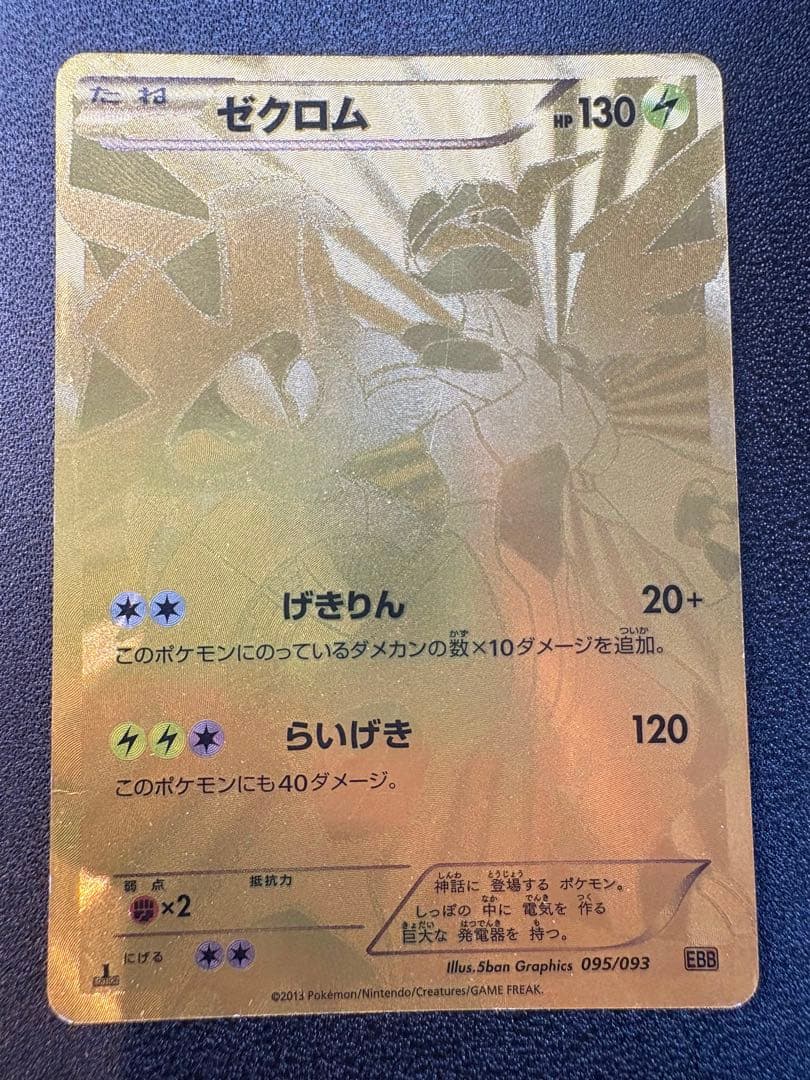 たね ゼクロム HP 130
げきりん 20+
このポケモンにのっているダメカンの数×10ダメージを追加。
らいげき 120
このポケモンにも40ダメージ。
弱点 抵抗力
×2
にげる
神話に 登場する ポケモン。
しっぽの 中に 電気を 作る
巨大な 発電器を 持つ。
1
Illus.5ban Graphics 095/093 EBB
©2013 Pokémon/Nintendo/Creatures/GAME FREAK.